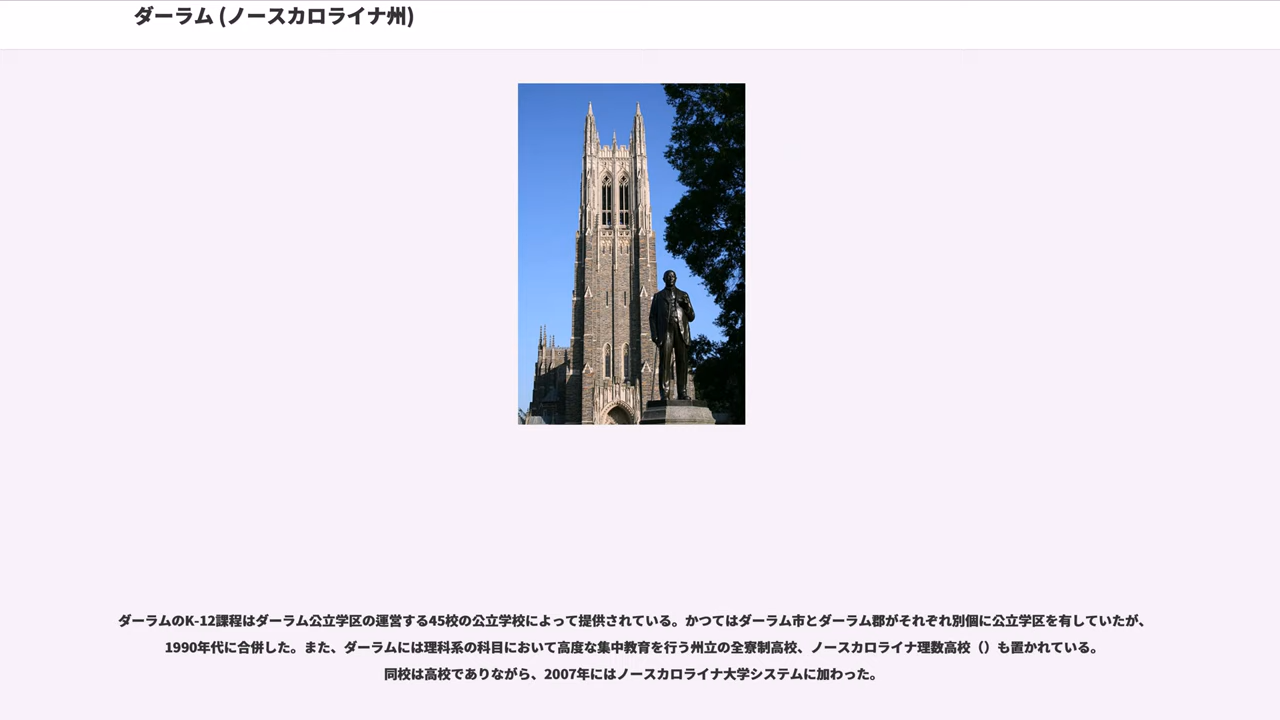 ダーラム (ノースカロライナ州)
ダーラムのK-12課程はダーラム公立学区の運営する45校の公立学校によって提供されている。かつてはダーラム市とダーラム郡がそれぞれ別個に公立学区を有していたが、
1990年代に合併した。また、ダーラムには理科系の科目において高度な集中教育を行う州立の全寮制高校、ノースカロライナ理数高校（）も置かれている。
同校は高校でありながら、2007年にはノースカロライナ大学システムに加わった。